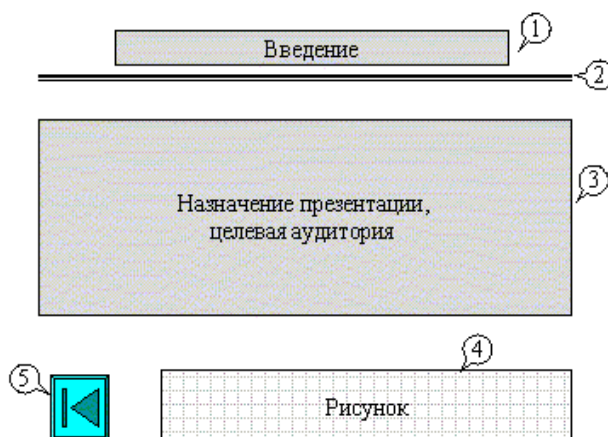 1
Введение
2
3
Назначение презентации,
целевая аудитория
4
5
Рисунок